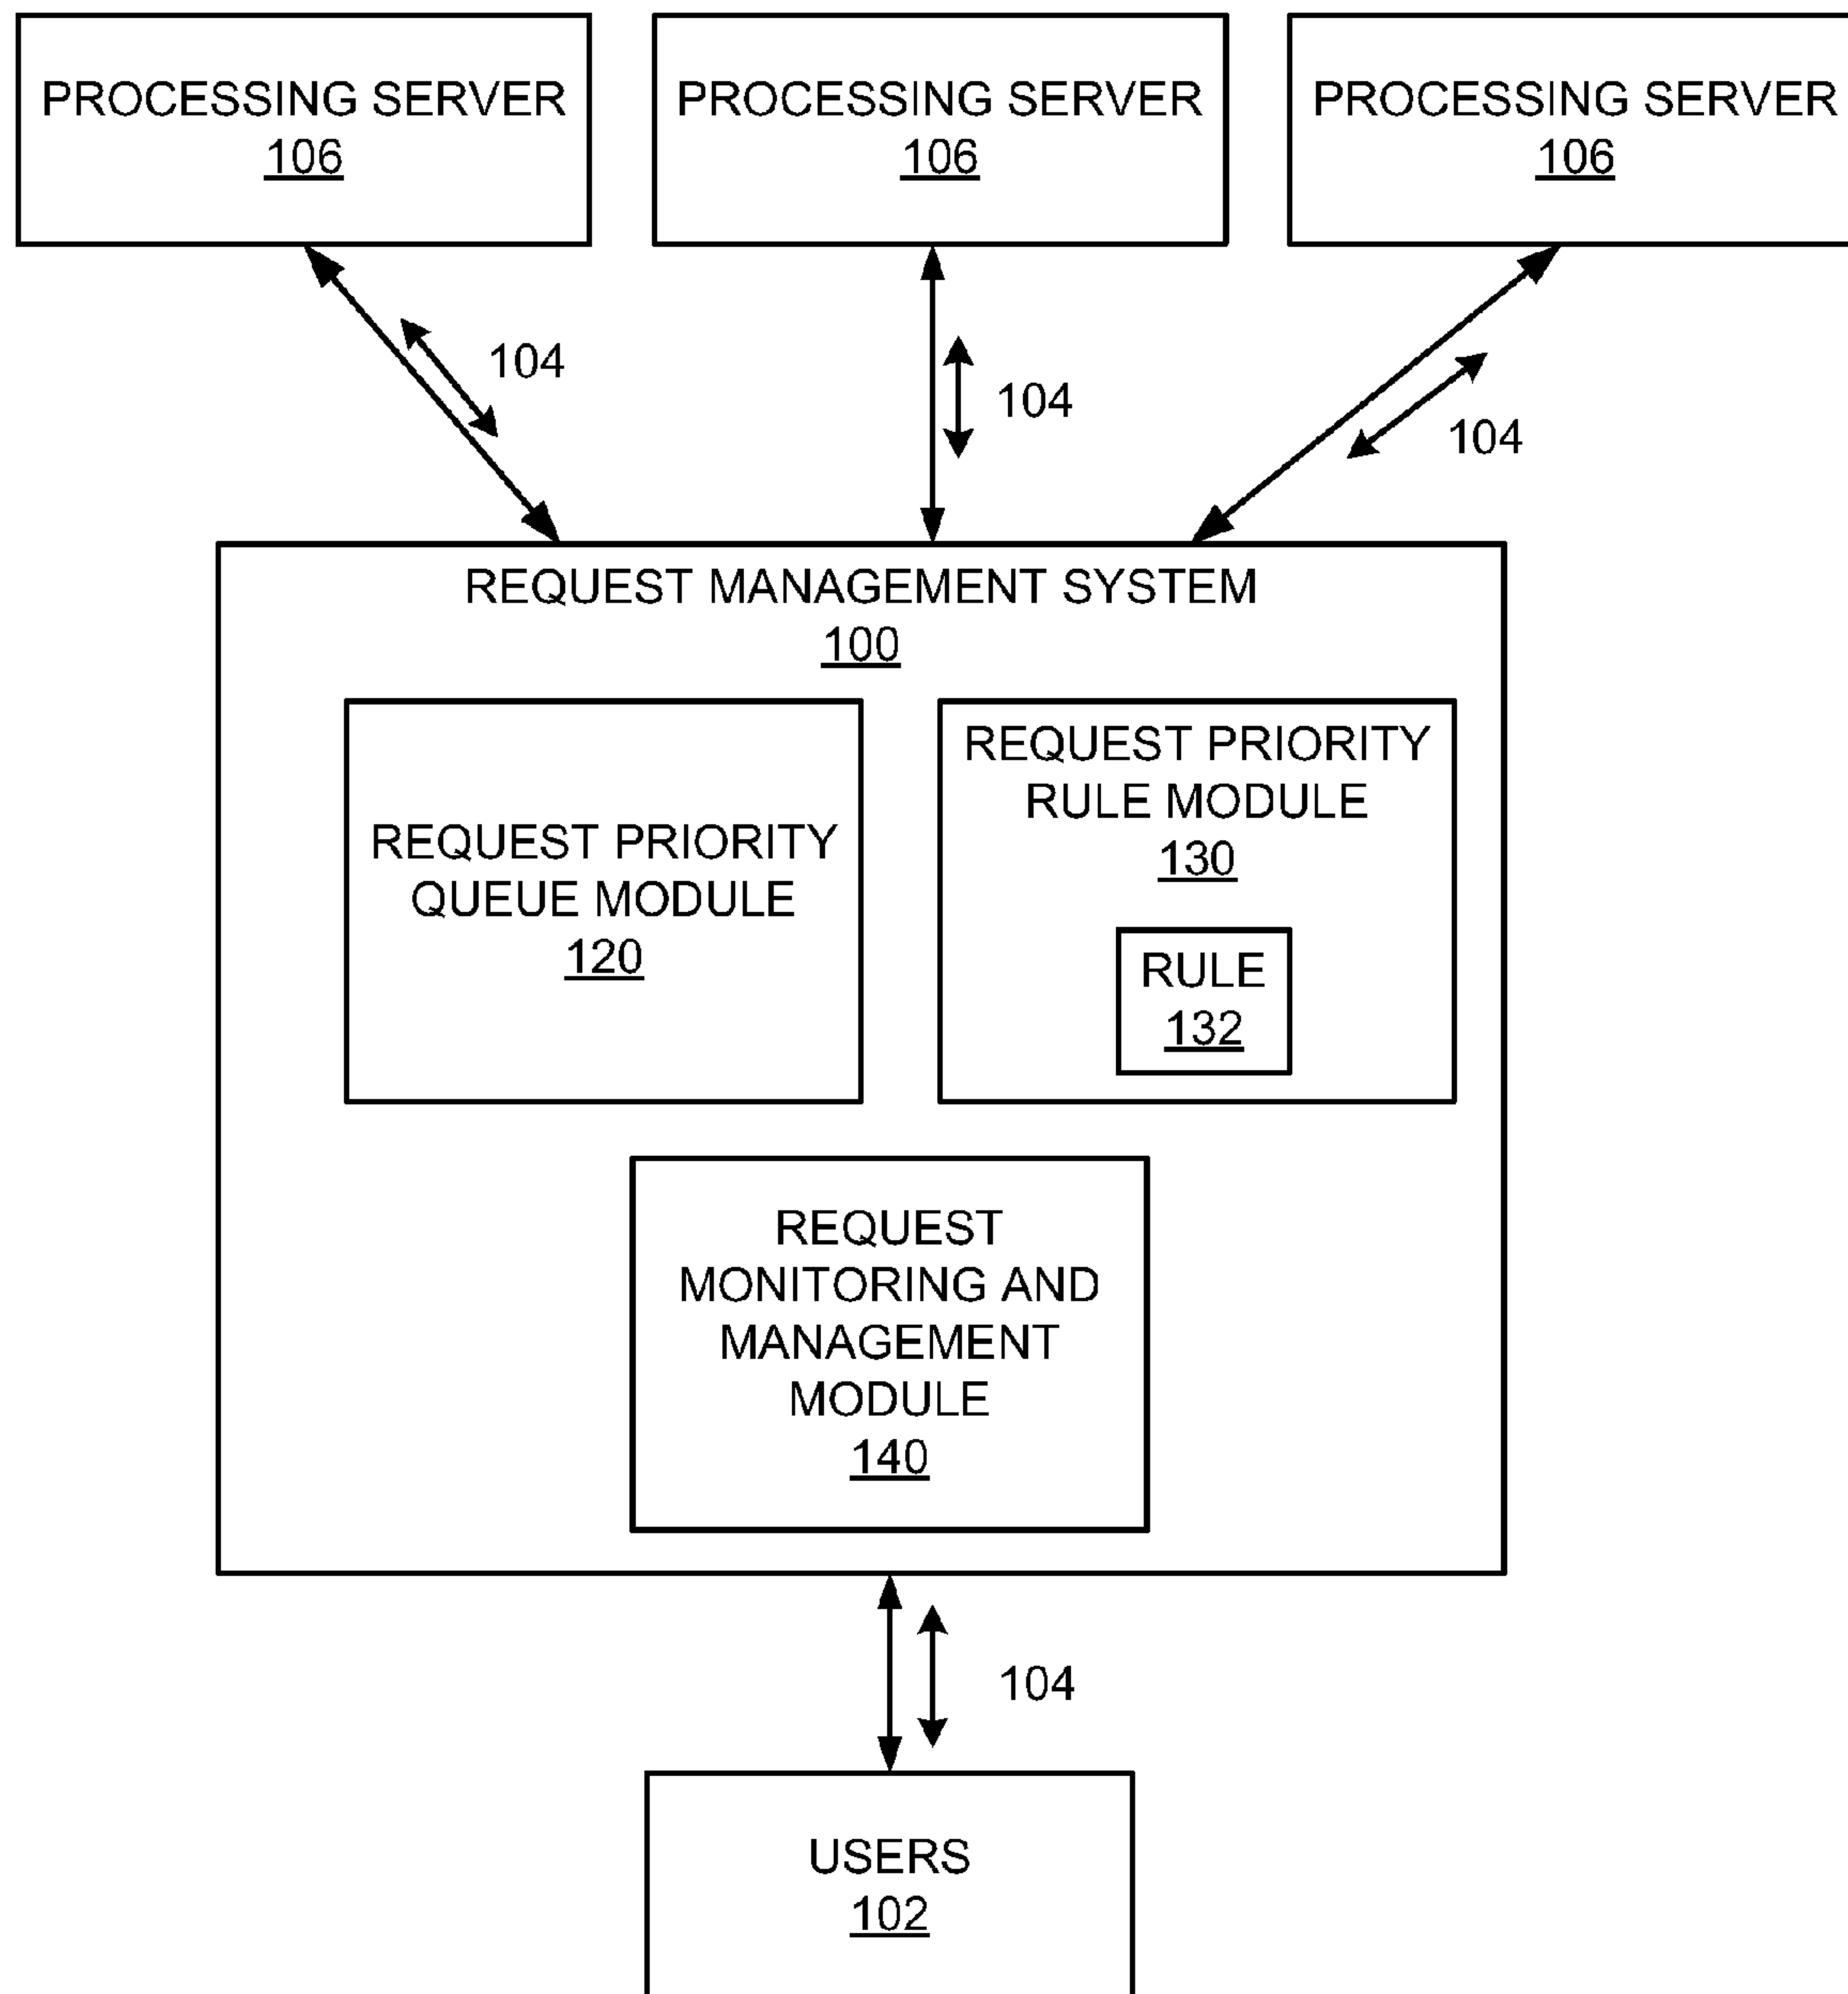 PROCESSING SERVER
106
PROCESSING SERVER
106
PROCESSING SERVER
106
104
104
104
REQUEST MANAGEMENT SYSTEM
100
REQUEST PRIORITY
QUEUE MODULE
120
REQUEST PRIORITY
RULE MODULE
130
RULE
132
REQUEST
MONITORING AND
MANAGEMENT
MODULE
140
104
USERS
102